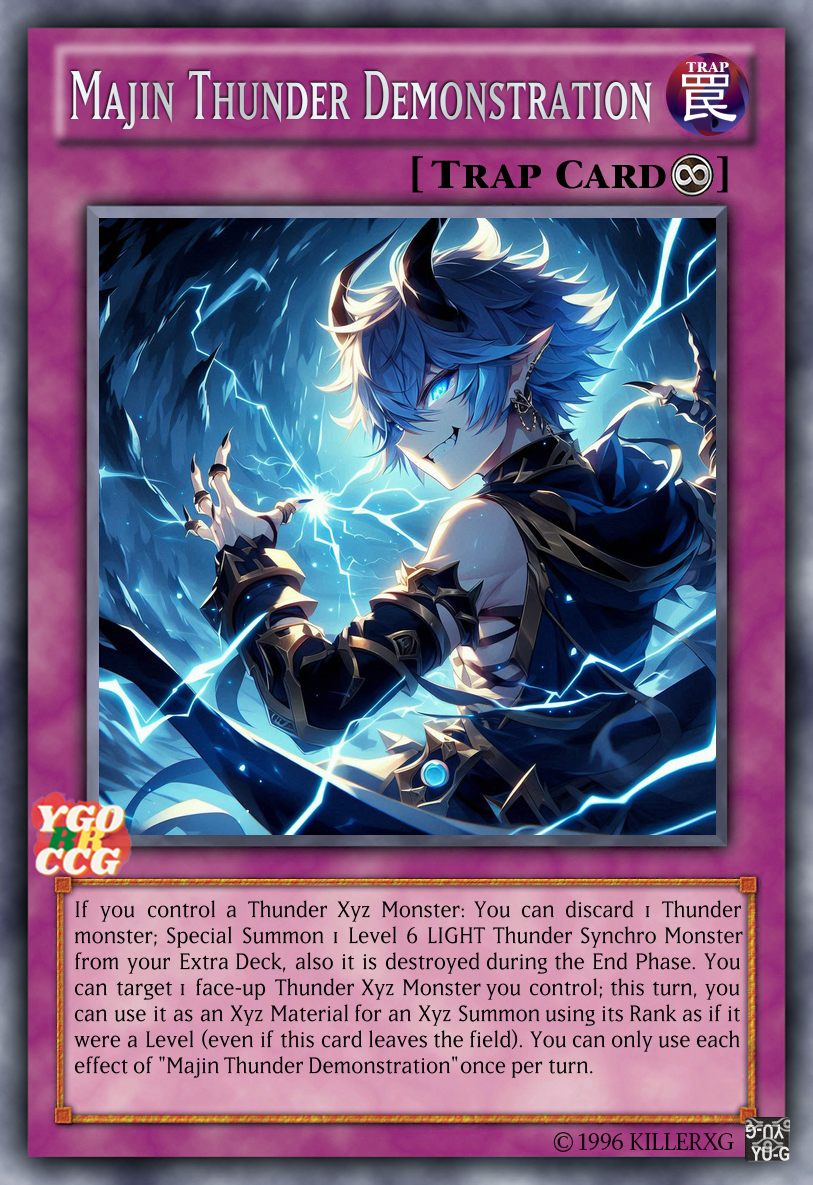 Majin Thunder Demonstration
TRAP
罠
[Trap Card∞]
YGO
BR
CCG
If you control a Thunder Xyz Monster: You can discard 1 Thunder
monster; Special Summon 1 Level 6 LIGHT Thunder Synchro Monster
from your Extra Deck, also it is destroyed during the End Phase. You
can target 1 face-up Thunder Xyz Monster you control; this turn, you
can use it as an Xyz Material for an Xyz Summon using its Rank as if it
were a Level (even if this card leaves the field). You can only use each
effect of "Majin Thunder Demonstration"once per turn.
© 1996 KILLERXG
YU-G
YU-G